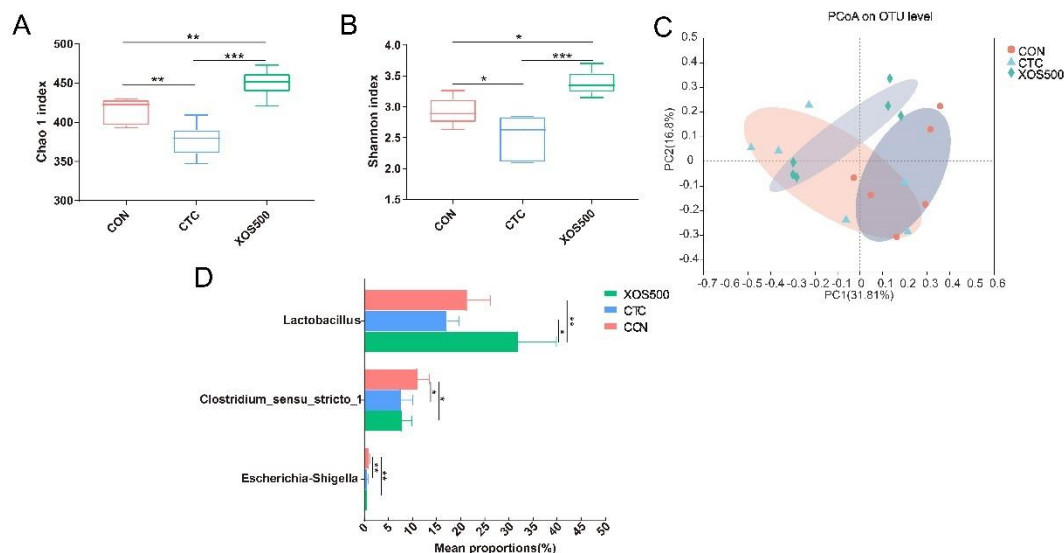 A
Chao 1 index
500
450
400
350
300
**
**
***
CON
CTC
XOS500
B
Shannon index
4.0
3.5
3.0
2.5
2.0
1.5
*
*
***
CON
CTC
XOS500
C
PCoA on OTU level
CON
CTC
XOS500
PC2(16.8%)
0.5
0.4
0.3
0.2
0.1
0
-0.1
-0.2
-0.3
-0.4
-0.7 -0.6 -0.5 -0.4 -0.3 -0.2 -0.1 0 0.1 0.2 0.3 0.4 0.5 0.6
PC1(31.81%)
D
XOS500
CTC
CON
Lactobacillus
* **
Clostridium_sensu_stricto_1
* *
Escherichia-Shigella
** **
0 5 10 15 20 25 30 35 40 45 50
Mean proportions(%)